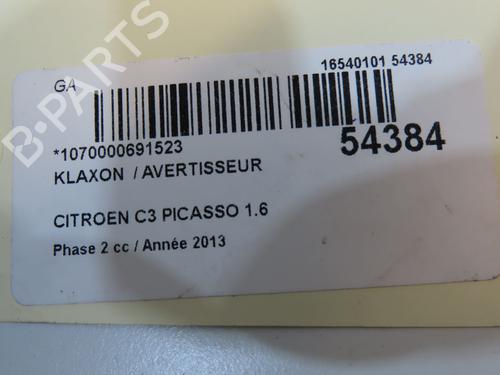 B-PARTS
GA
16540101 54384
*1070000691523
54384
KLAXON / AVERTISSEUR
CITROEN C3 PICASSO 1.6
Phase 2 cc / Année 2013